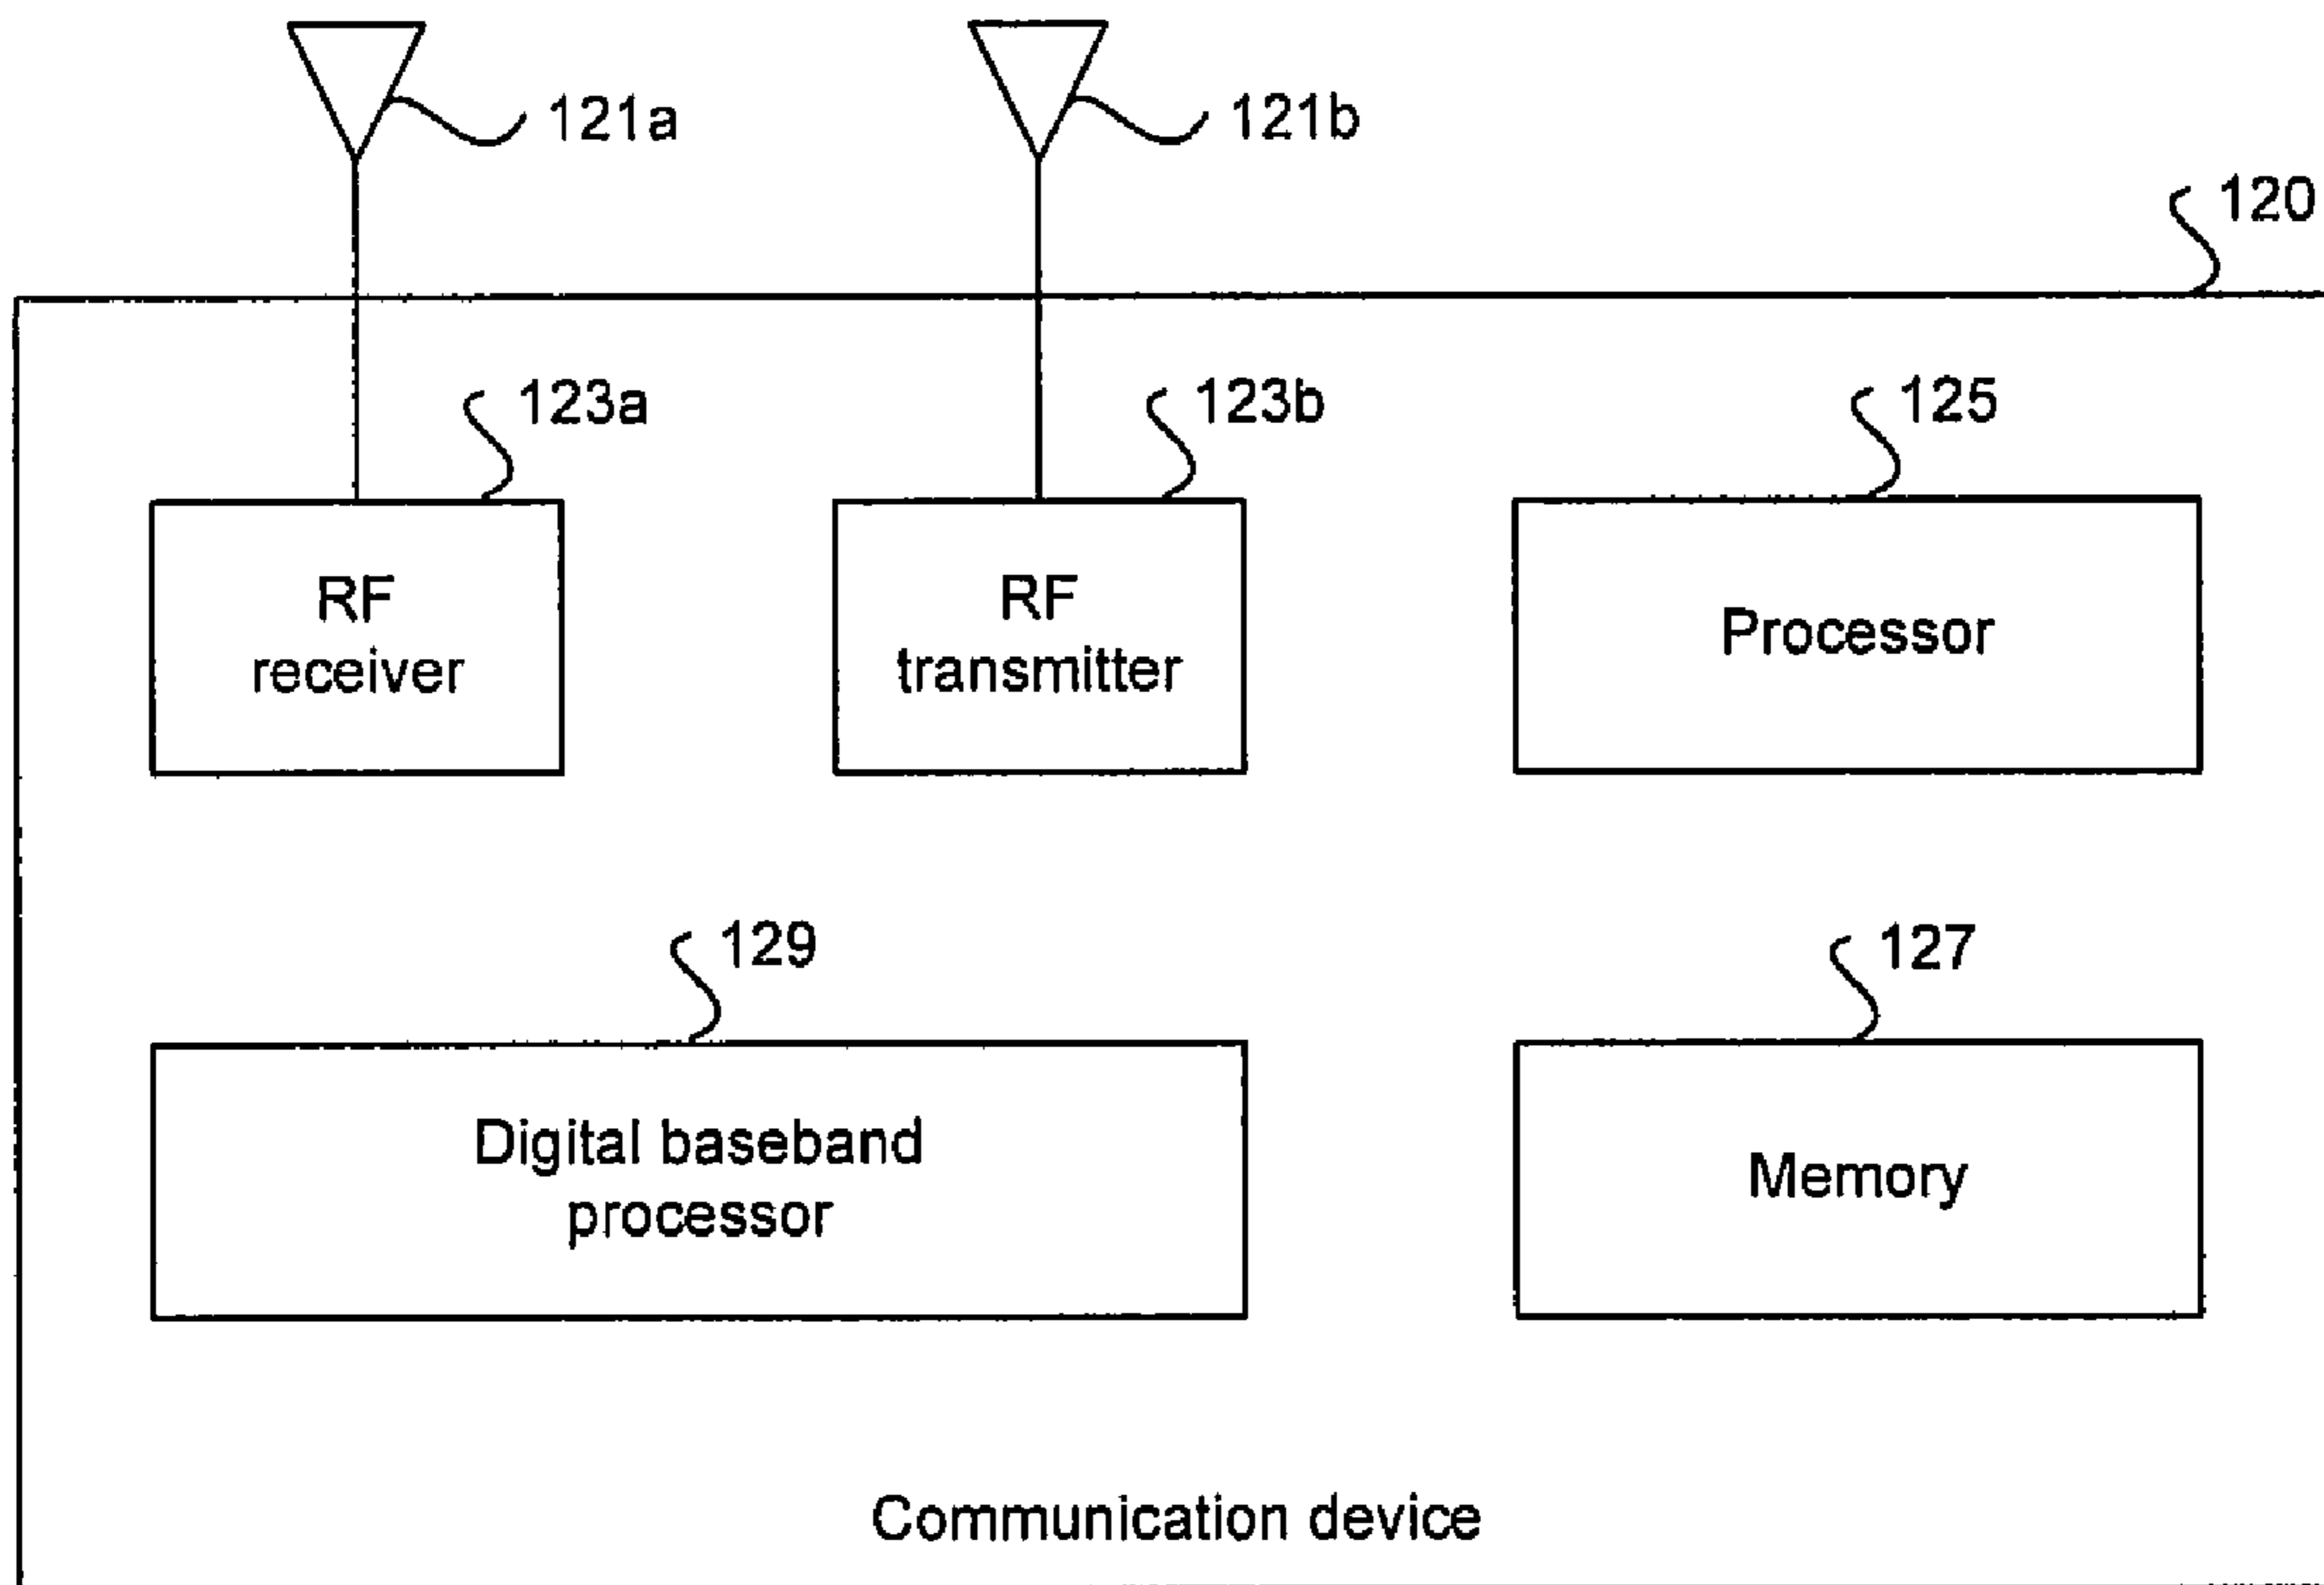 121a
121b
120
123a
123b
125
RF
receiver
RF
transmitter
Processor
129
127
Digital baseband
processor
Memory
Communication device